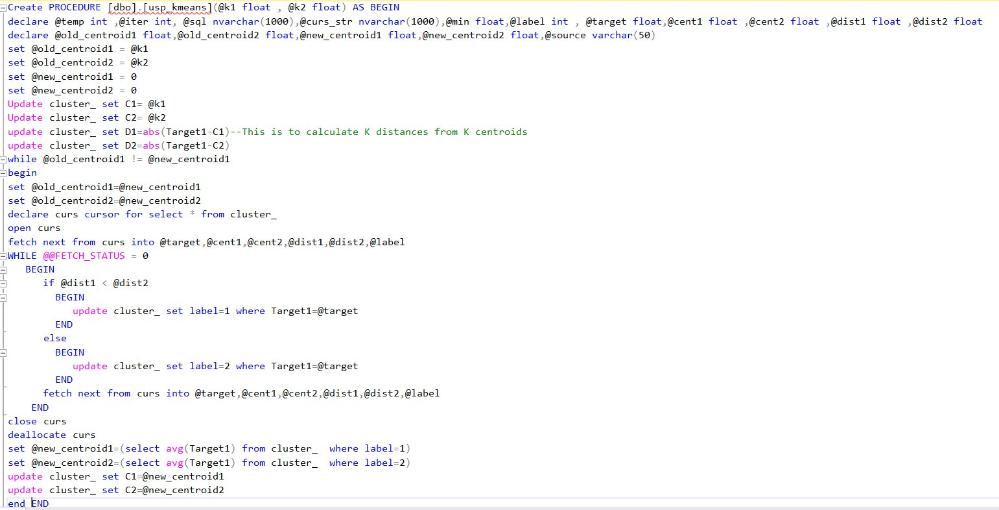 Create PROCEDURE [dbo].[usp_kmeans](@k1 float , @k2 float) AS BEGIN
declare @temp int ,@iter int, @sql nvarchar(1000),@curs_str nvarchar(1000),@min float,@label int , @target float,@cent1 float ,@cent2 float ,@dist1 float ,@dist2 float
declare @old_centroid1 float,@old_centroid2 float,@new_centroid1 float,@new_centroid2 float,@source varchar(50)
set @old_centroid1 = @k1
set @old_centroid2 = @k2
set @new_centroid1 = 0
set @new_centroid2 = 0
Update cluster_ set C1= @k1
Update cluster_ set C2= @k2
update cluster_ set D1=abs(Target1-C1)--This is to calculate K distances from K centroids
update cluster_ set D2=abs(Target1-C2)
while @old_centroid1 != @new_centroid1
begin
set @old_centroid1=@new_centroid1
set @old_centroid2=@new_centroid2
declare curs cursor for select * from cluster_
open curs
fetch next from curs into @target,@cent1,@cent2,@dist1,@dist2,@label
WHILE @@FETCH_STATUS = 0
BEGIN
if @dist1 < @dist2
BEGIN
update cluster_ set label=1 where Target1=@target
END
else
BEGIN
update cluster_ set label=2 where Target1=@target
END
fetch next from curs into @target,@cent1,@cent2,@dist1,@dist2,@label
END
close curs
deallocate curs
set @new_centroid1=(select avg(Target1) from cluster_  where label=1)
set @new_centroid2=(select avg(Target1) from cluster_  where label=2)
update cluster_ set C1=@new_centroid1
update cluster_ set C2=@new_centroid2
end END